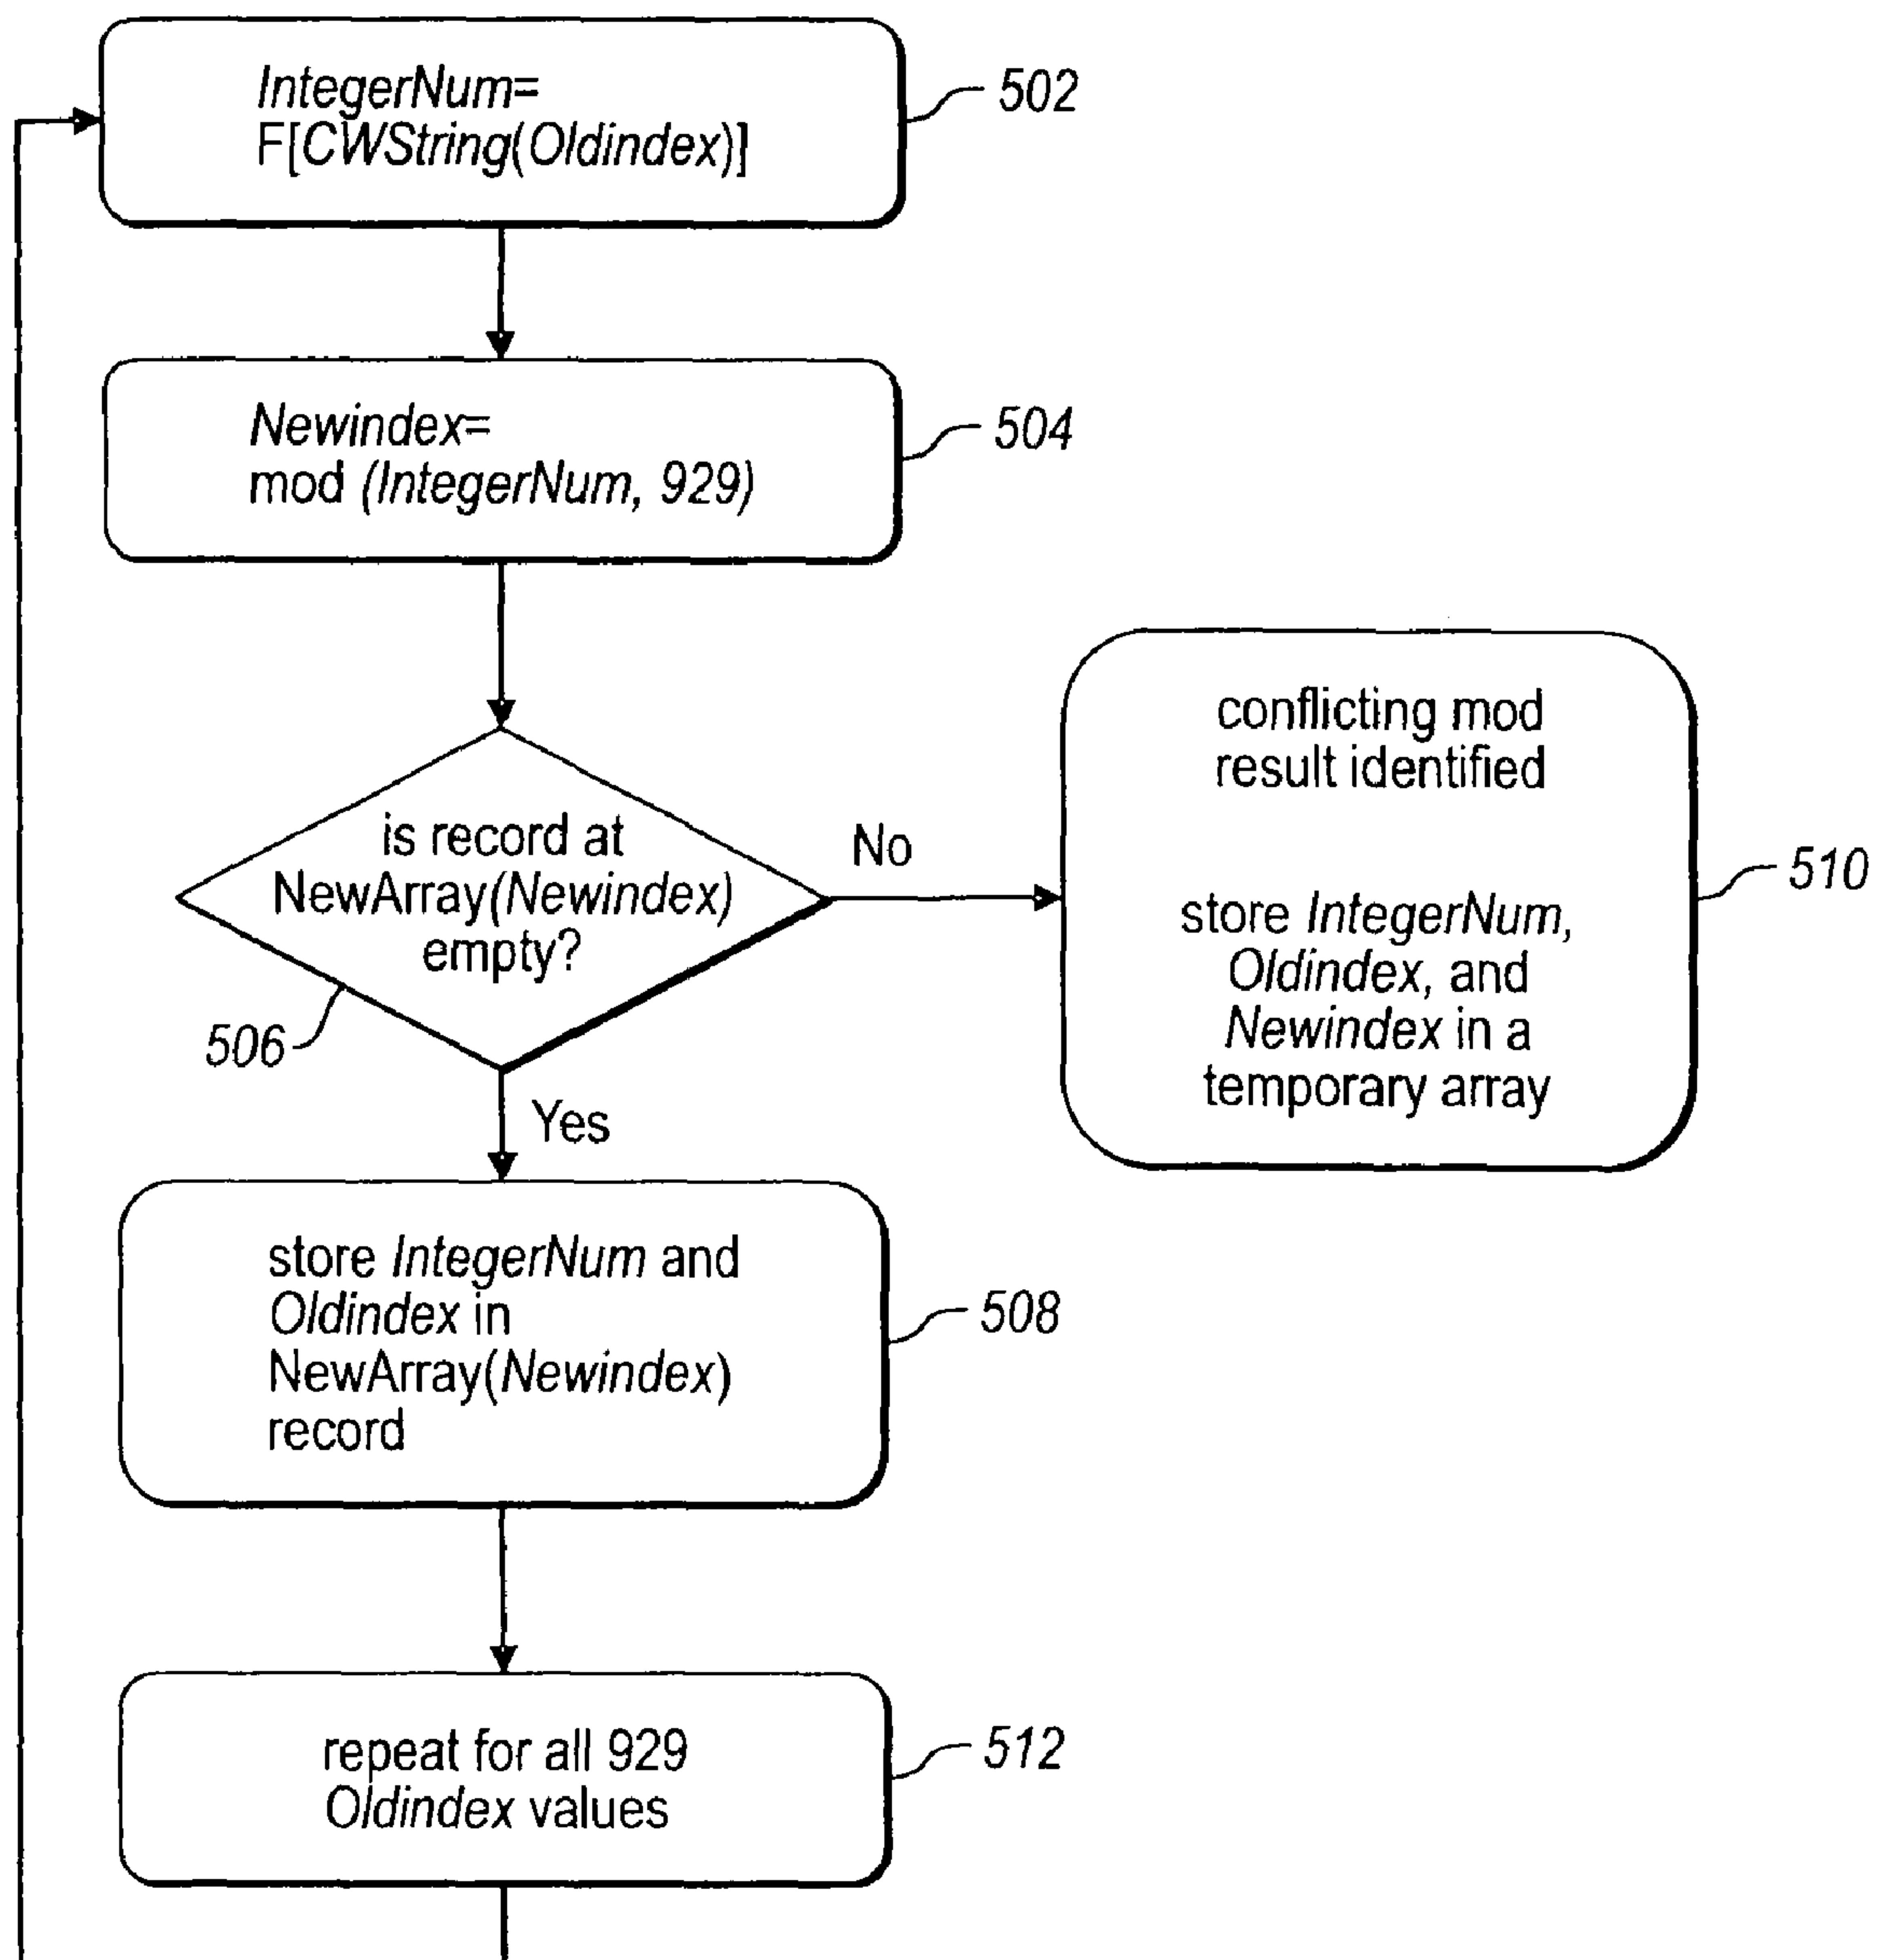 IntegerNum=
F[CWString(Oldindex)]
502
Newindex=
mod (IntegerNum, 929)
504
is record at
NewArray(Newindex)
empty?
506
No
Yes
conflicting mod
result identified
store IntegerNum,
Oldindex, and
Newindex in a
temporary array
510
store IntegerNum and
Oldindex in
NewArray(Newindex)
record
508
repeat for all 929
Oldindex values
512